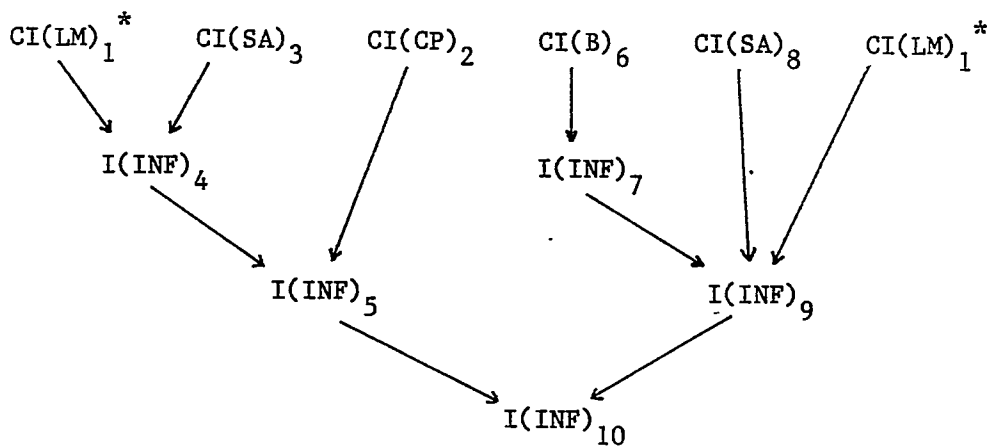 CI(LM)₁* CI(SA)₃ CI(CP)₂ CI(B)₆ CI(SA)₈ CI(LM)₁*
I(INF)₄ I(INF)₇
I(INF)₅ I(INF)₉
I(INF)₁₀